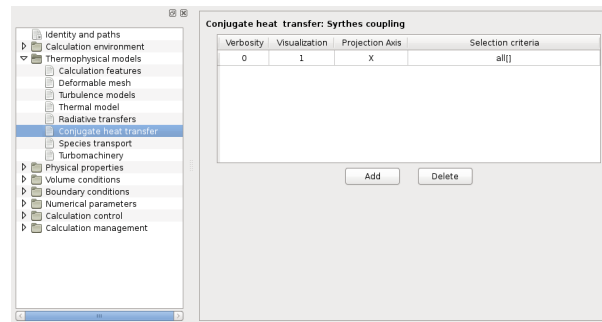 Identity and paths
Calculation environment
Thermophysical models
Calculation features
Deformable mesh
Turbulence models
Thermal model
Radiative transfers
Conjugate heat transfer
Species transport
Turbomachinery
Physical properties
Volume conditions
Boundary conditions
Numerical parameters
Calculation control
Calculation management
Conjugate heat transfer: Syrthes coupling
Verbosity Visualization Projection Axis Selection criteria
0 1 X all[]
Add Delete